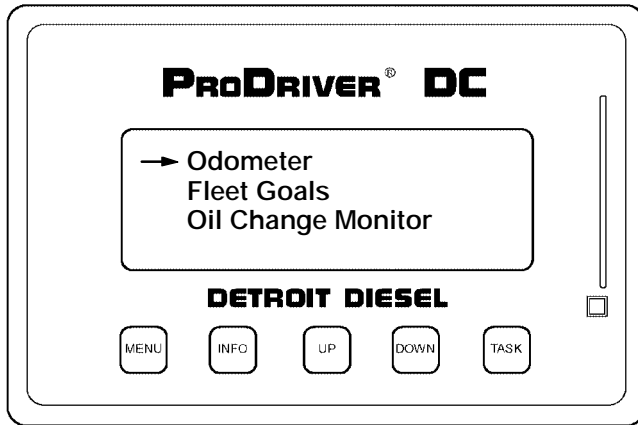 PRODRIVER® DC
→ Odometer
Fleet Goals
Oil Change Monitor
DETROIT DIESEL
MENU INFO UP DOWN TASK